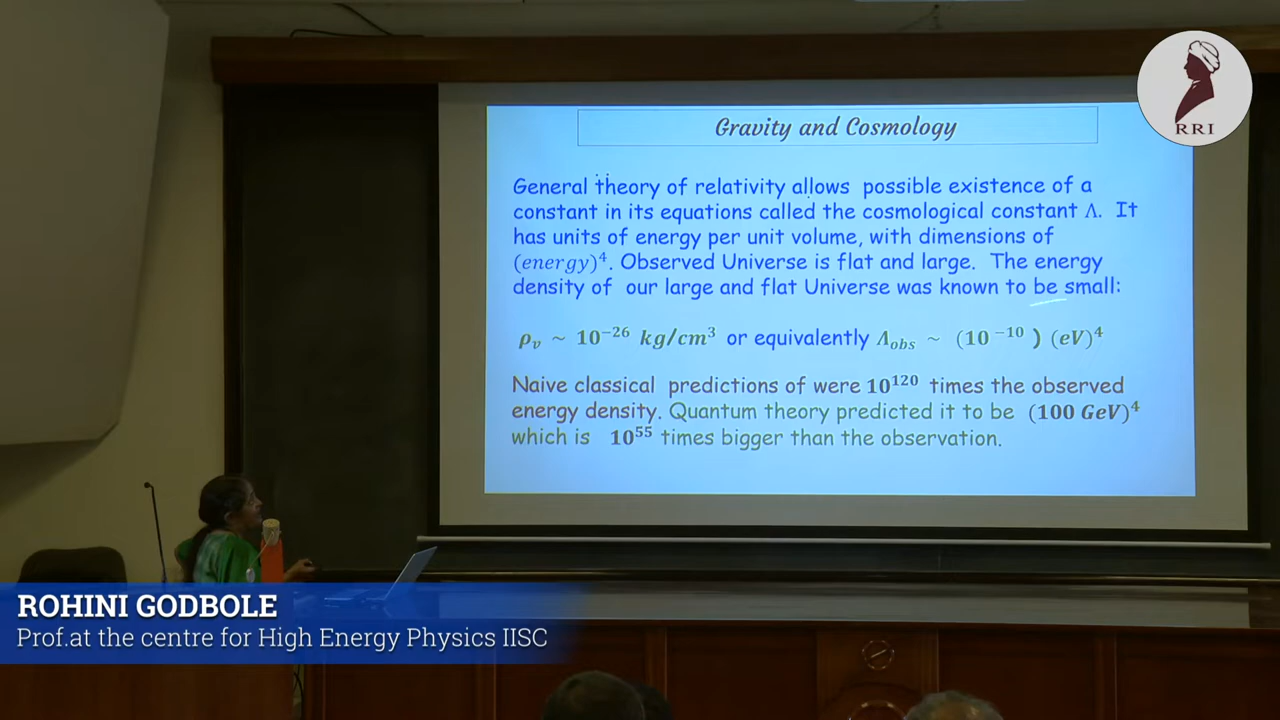 RRI
Gravity and Cosmology
General theory of relativity allows possible existence of a
constant in its equations called the cosmological constant Λ. It
has units of energy per unit volume, with dimensions of
(energy)⁴. Observed Universe is flat and large. The energy
density of our large and flat Universe was known to be small:
ρᵥ ~ 10⁻²⁶ kg/cm³ or equivalently Λobs ~ (10⁻¹⁰) (eV)⁴
Naive classical predictions of were 10¹²⁰ times the observed
energy density. Quantum theory predicted it to be (100 GeV)⁴
which is 10⁵⁵ times bigger than the observation.
ROHINI GODBOLE
Prof.at the centre for High Energy Physics IISC